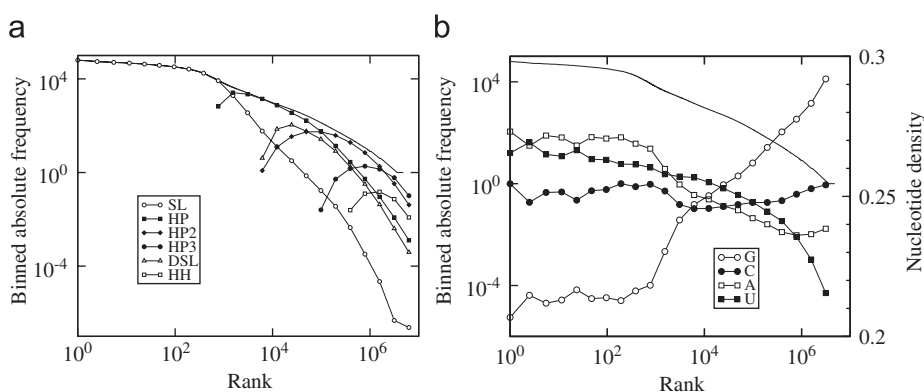 a
Binned absolute frequency
10^4
10^0
10^-4
SL
HP
HP2
HP3
DSL
HH
10^0
10^2
10^4
10^6
Rank
b
Binned absolute frequency
10^4
10^0
10^-4
G
C
A
U
10^0
10^2
10^4
10^6
Rank
0.3
0.25
0.2
Nucleotide density